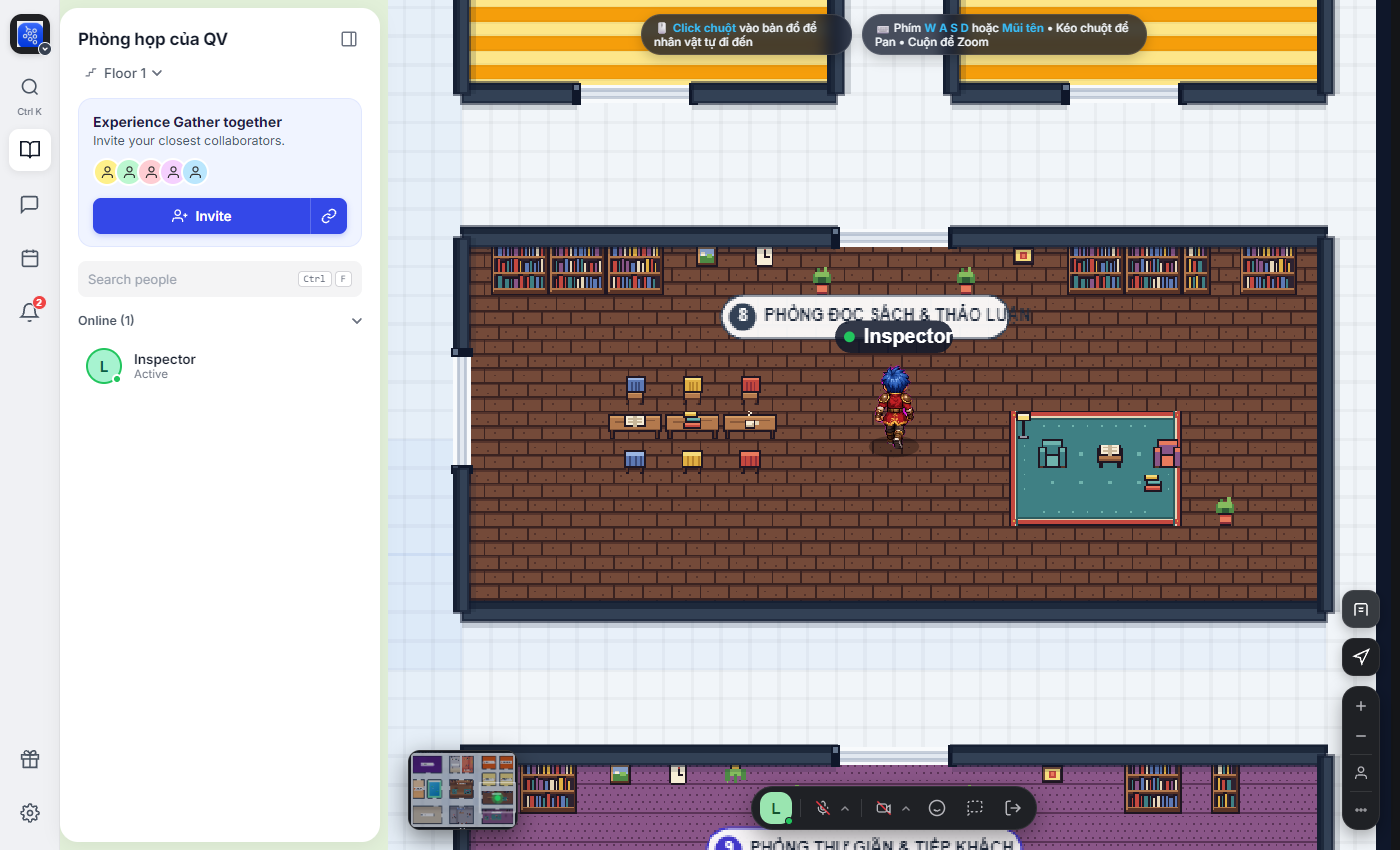 Phòng họp của QV
Floor 1
Ctrl K
Experience Gather together
Invite your closest collaborators.
Invite
Search people
Ctrl
F
2
Online (1)
L
Inspector
Active
Click chuột vào bản đồ để
nhân vật tự đi đến
Phím W A S D hoặc Mũi tên • Kéo chuột để
Pan • Cuộn để Zoom
8 PHÒNG ĐỌC SÁCH & THẢO LUẬN
Inspector
L
9 PHÒNG THƯ GIÃN & TIẾP KHÁCH